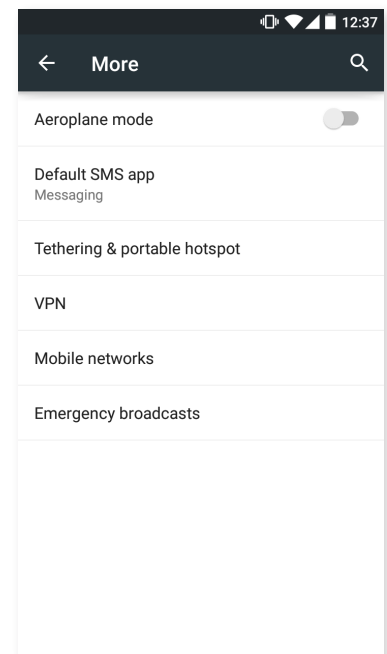 12:37
More
Aeroplane mode
Default SMS app
Messaging
Tethering & portable hotspot
VPN
Mobile networks
Emergency broadcasts